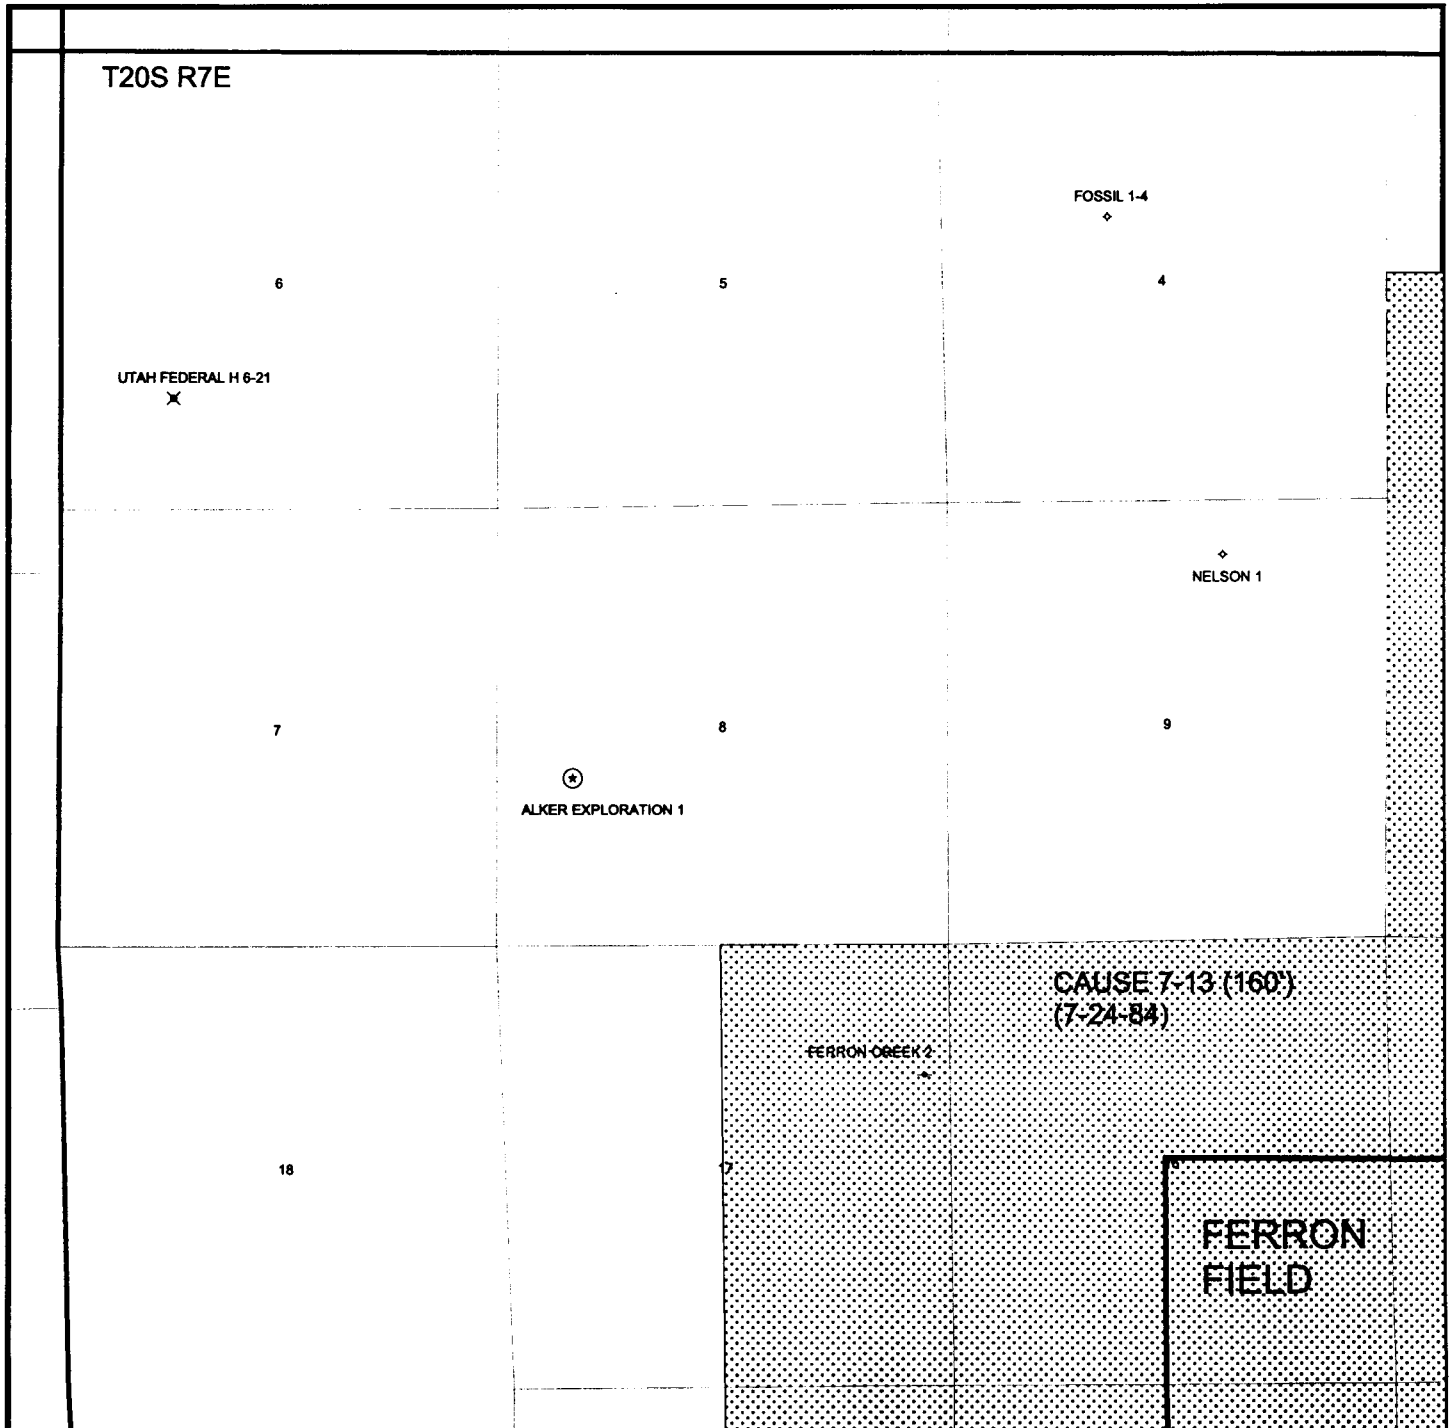 T20S R7E
FOSSIL 1-4
6
5
4
UTAH FEDERAL H 6-21
NELSON 1
7
8
9
ALKER EXPLORATION 1
CAUSE 7-13 (160')
(7-24-84)
FERRON CREEK 2
18
17
FERRON
FIELD